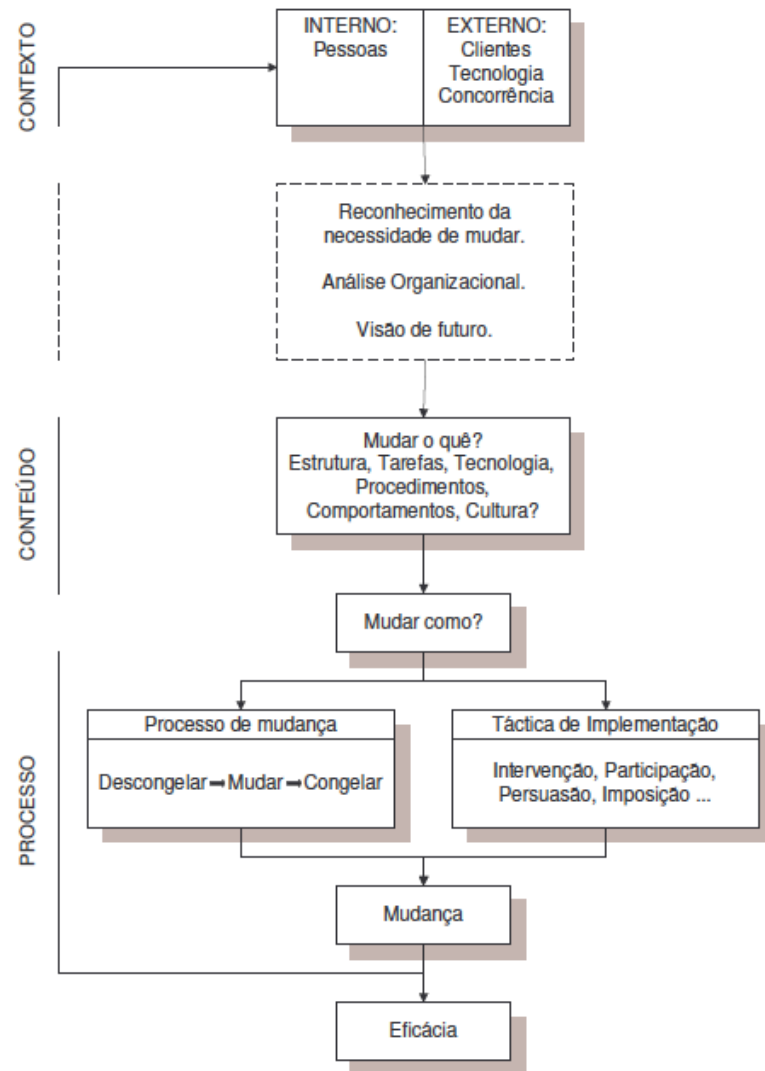 CONTEXTO
INTERNO:
Pessoas
EXTERNO:
Clientes
Tecnologia
Concorrência
Reconhecimento da
necessidade de mudar.
Análise Organizacional.
Visão de futuro.
CONTEÚDO
Mudar o quê?
Estrutura, Tarefas, Tecnologia,
Procedimentos,
Comportamentos, Cultura?
Mudar como?
PROCESSO
Processo de mudança
Descongelar➡Mudar➡Congelar
Táctica de Implementação
Intervenção, Participação,
Persuasão, Imposição ...
Mudança
Eficácia